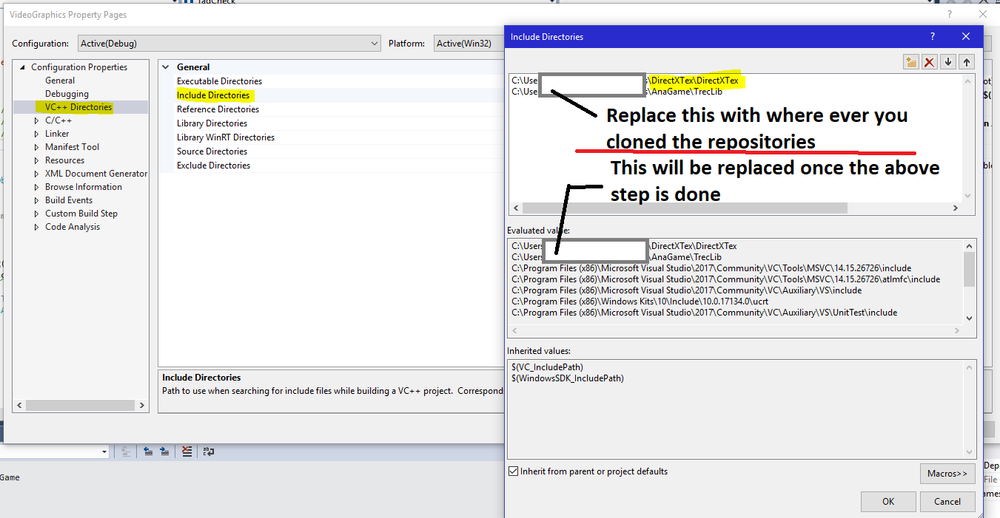 TagCheck
VideoGraphics Property Pages
Configuration:
Active(Debug)
Platform:
Active(Win32)
Configuration Properties
General
Debugging
VC++ Directories
C/C++
Linker
Manifest Tool
Resources
XML Document Generator
Browse Information
Build Events
Custom Build Step
Code Analysis
General
Executable Directories
Include Directories
Reference Directories
Library Directories
Library WinRT Directories
Source Directories
Exclude Directories
Include Directories
Path to use when searching for include files while building a VC++ project. Correspond
Include Directories
C:\Use \DirectXTex\DirectXTex
C:\Use \AnaGame\TrecLib
Replace this with where ever you
cloned the repositories
This will be replaced once the above
step is done
Evaluated value:
C:\Users \DirectXTex\DirectXTex
C:\Users \AnaGame\TrecLib
C:\Program Files (x86)\Microsoft Visual Studio\2017\Community\VC\Tools\MSVC\14.15.26726\include
C:\Program Files (x86)\Microsoft Visual Studio\2017\Community\VC\Tools\MSVC\14.15.26726\atlmfc\include
C:\Program Files (x86)\Microsoft Visual Studio\2017\Community\VC\Auxiliary\VS\include
C:\Program Files (x86)\Windows Kits\10\Include\10.0.17134.0\ucrt
C:\Program Files (x86)\Microsoft Visual Studio\2017\Community\VC\Auxiliary\VS\UnitTest\include
Inherited values:
$(VC_IncludePath)
$(WindowsSDK_IncludePath)
Inherit from parent or project defaults
Macros>>
OK
Cancel
Game
Dep
File